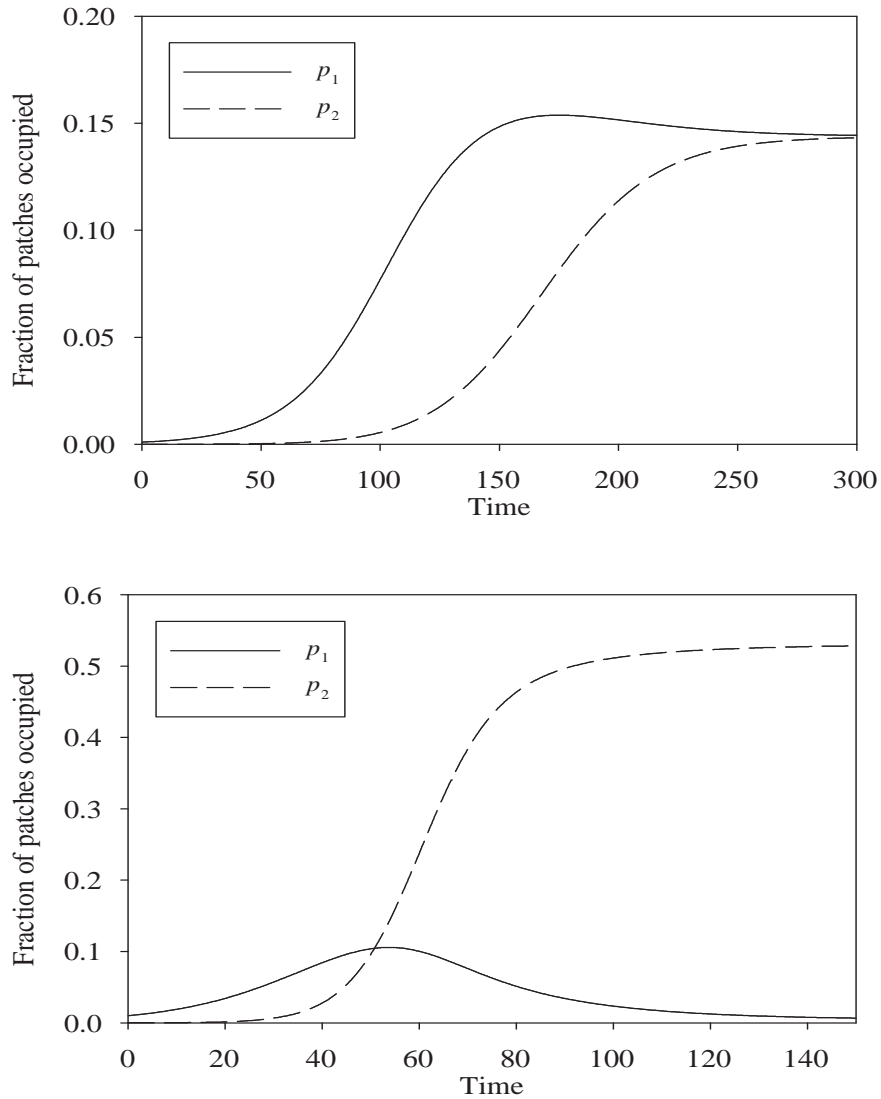 0.20
p1
p2
0.15
0.10
0.05
0.00
Fraction of patches occupied
0 50 100 150 200 250 300
Time
0.6
p1
p2
0.5
0.4
0.3
0.2
0.1
0.0
Fraction of patches occupied
0 20 40 60 80 100 120 140
Time